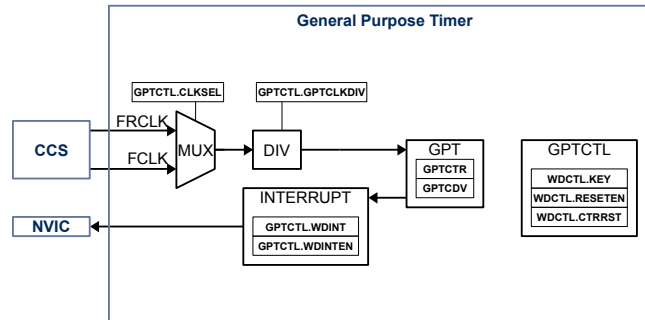 General Purpose Timer
GPTCTL.CLKSEL
GPTCTL.GPTCLKDIV
CCS
FRCLK
FCLK
MUX
DIV
GPT
GPTCTR
GPTCDV
GPTCTL
WDCTL.KEY
WDCTL.RESETEN
WDCTL.CTRRST
INTERRUPT
GPTCTL.WDINT
GPTCTL.WDINTEN
NVIC